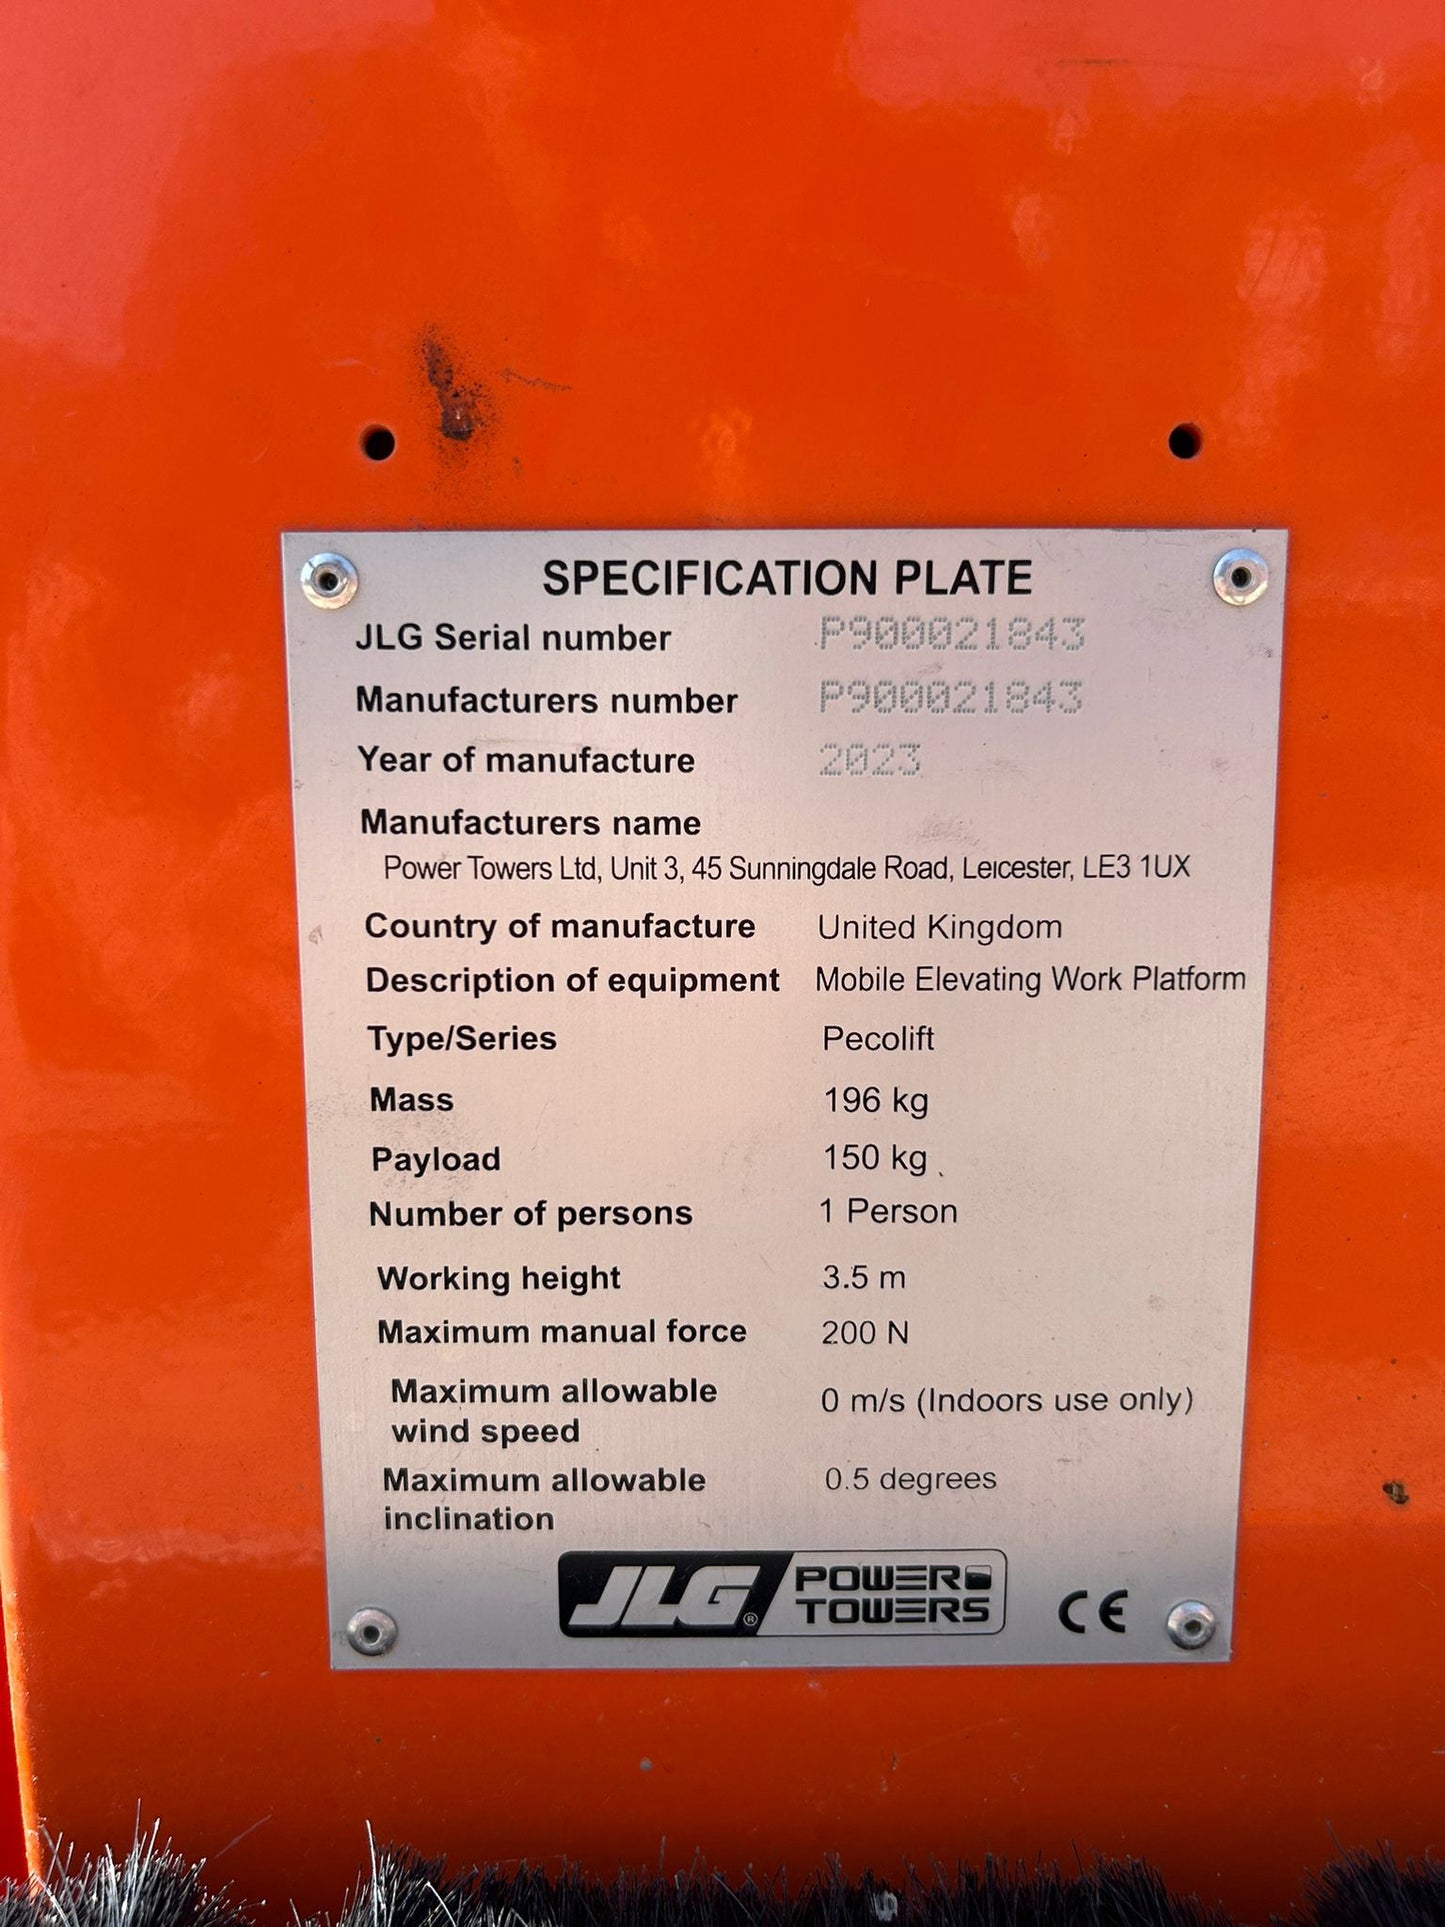 SPECIFICATION PLATE
JLG Serial number P900021843
Manufacturers number P900021843
Year of manufacture 2023
Manufacturers name
Power Towers Ltd, Unit 3, 45 Sunningdale Road, Leicester, LE3 1UX
Country of manufacture United Kingdom
Description of equipment Mobile Elevating Work Platform
Type/Series Pecolift
Mass 196 kg
Payload 150 kg
Number of persons 1 Person
Working height 3.5 m
Maximum manual force 200 N
Maximum allowable 0 m/s (Indoors use only)
wind speed
Maximum allowable 0.5 degrees
inclination
JLG® POWER
TOWERS CE